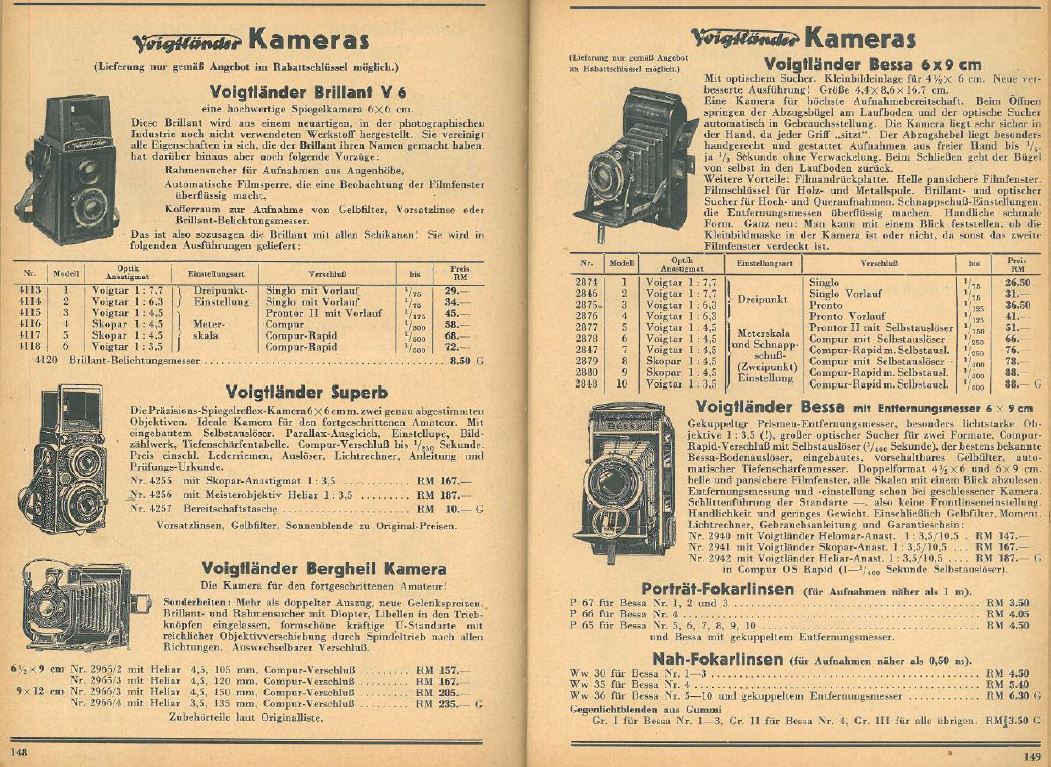 Voigtländer Kameras
(Lieferung nur gemäß Angebot im Rabattschlüssel möglich.)
Voigtländer Brillant V 6
eine hochwertige Spiegelkamera 6×6 cm.
Diese Brillant wird aus einem neuartigen, in der photographischen
Industrie noch nicht verwendeten Werkstoff hergestellt. Sie vereinigt
alle Eigenschaften in sich, die der Brillant ihren Namen gemacht haben,
hat darüber hinaus aber noch folgende Vorzüge:
Rahmensucher für Aufnahmen aus Augenhöhe,
Automatische Filmsperre, die eine Beobachtung der Filmfenster
überflüssig macht,
Kofferraum zur Aufnahme von Gelbfilter, Vorsatzlinse oder
Brillant-Belichtungsmesser.
Das ist also sozusagen die Brillant mit allen Schikanen! Sie wird in
folgenden Ausführungen geliefert:
Nr. Modell Optik Anastigmat Einstellungsart Verschluß bis Preis RM
4113 1 Voigtar 1:7,7 Dreipunkt- Singlo mit Vorlauf 1/75 29.—
4114 2 Voigtar 1:6,3 Einstellung Singlo mit Vorlauf 1/75 34.—
4115 3 Voigtar 1:4,5 Prontor II mit Vorlauf 1/175 45.—
4116 4 Skopar 1:4,5 Meter- Compur 1/300 58.—
4117 5 Skopar 1:4,5 skala Compur-Rapid 1/500 68.—
4118 6 Voigtar 1:3,5 Compur-Rapid 1/500 72.—
4120 Brillant-Belichtungsmesser 8.50 G
Voigtländer Superb
Die Präzisions-Spiegelreflex-Kamera 6×6 cm m. zwei genau abgestimmten
Objektiven. Ideale Kamera für den fortgeschrittenen Amateur. Mit
eingebautem Selbstauslöser, Parallax-Ausgleich, Einstellupe, Bild-
zählwerk, Tiefenschärfentabelle. Compur-Verschluß bis 1/250 Sekunde.
Preis einschl. Lederriemen, Auslöser, Lichtrechner, Anleitung und
Prüfungs-Urkunde.
Nr. 4255 mit Skopar-Anastigmat 1:3,5 RM 167.—
Nr. 4256 mit Meisterobjektiv Heliar 1:3,5 RM 187.—
Nr. 4257 Bereitschaftstasche RM 10.— G
Vorsatzlinsen, Gelbfilter, Sonnenblende zu Original-Preisen.
Voigtländer Bergheil Kamera
Die Kamera für den fortgeschrittenen Amateur!
Sonderheiten: Mehr als doppelter Auszug, neue Gelenkspreizen,
Brillant- und Rahmensucher mit Diopter, Libellen in den Trieb-
knöpfen eingelassen, formschöne kräftige U-Standarte mit
reichlicher Objektivverschiebung durch Spindeltrieb nach allen
Richtungen. Auswechselbarer Verschluß.
6½×9 cm Nr. 2965/2 mit Heliar 4,5, 105 mm, Compur-Verschluß RM 157.—
Nr. 2965/3 mit Heliar 4,5, 120 mm, Compur-Verschluß RM 167.—
9×12 cm Nr. 2966/3 mit Heliar 4,5, 150 mm, Compur-Verschluß RM 205.—
Nr. 2966/4 mit Heliar 3,5, 135 mm, Compur-Verschluß RM 235.— G
Zubehörteile laut Originalliste.
148
Voigtländer Kameras
(Lieferung nur gemäß Angebot
im Rabattschlüssel möglich.)
Voigtländer Bessa 6×9 cm
Mit optischem Sucher. Kleinbildeinlage für 4½× 6 cm. Neue ver-
besserte Ausführung! Größe 4,4×8,6×16,7 cm.
Eine Kamera für höchste Aufnahmebereitschaft. Beim Öffnen
springen der Abzugsbügel am Laufboden und der optische Sucher
automatisch in Gebrauchsstellung. Die Kamera liegt sehr sicher in
der Hand, da jeder Griff „sitzt“. Der Abzugshebel liegt besonders
handgerecht und gestattet Aufnahmen aus freier Hand bis
Sekunde ohne Verwackelung. Beim Schließen geht der Bügel
von selbst in den Laufboden zurück.
Weitere Vorteile: Filmandrückplatte. Helle pansichere Filmfenster.
Filmschlüssel für Holz- und Metallspule. Brillant- und optischer
Sucher für Hoch- und Queraufnahmen. Schnappschuß-Einstellungen,
die Entfernungsmessen überflüssig machen. Handliche schmale
Form. Ganz neu: Man kann mit einem Blick feststellen, ob die
Kleinbildmaske in der Kamera ist oder nicht, da sonst das zweite
Filmfenster verdeckt ist.
Nr. Modell Optik Anastigmat Einstellungsart Verschluß bis Preis RM
2874 1 Voigtar 1:7,7 Singlo 1/75 26.50
2846 2 Voigtar 1:7,7 Dreipunkt Singlo Vorlauf 1/75 31.—
2875 3 Voigtar 1:6,3 Pronto 1/125 36.50
2876 4 Voigtar 1:6,3 Pronto Vorlauf 1/125 41.—
2877 5 Voigtar 1:4,5 Meterskala Prontor II mit Selbstauslöser 1/150 51.—
2878 6 Voigtar 1:4,5 und Schnapp- Compur mit Selbstauslöser 1/250 66.—
2847 7 Voigtar 1:4,5 schuß- Compur-Rapid m. Selbstausl. 76.—
2879 8 Skopar 1:4,5 (Zweipunkt) Compur mit Selbstauslöser 78.—
2880 9 Skopar 1:4,5 Einstellung Compur-Rapid m. Selbstausl. 1/400 88.—
2848 10 Voigtar 1:3,5 Compur-Rapid m. Selbstausl. 1/400 88.— G
Voigtländer Bessa mit Entfernungsmesser 6 × 9 cm
Gekuppelter Prismen-Entfernungsmesser, besonders lichtstarke Ob-
jektive 1:3,5 (!), großer optischer Sucher für zwei Formate, Compur-
Rapid-Verschluß mit Selbstauslöser (1/400 Sekunde), der bestens bekannte
Bessa-Bodenauslöser, eingebautes, vorschaltbares Gelbfilter, auto-
matischer Tiefenschärfenmesser. Doppelformat 4½×6 und 6×9 cm,
helle und pansichere Filmfenster, alle Skalen mit einem Blick abzulesen.
Entfernungsmessung und -einstellung schon bei geschlossener Kamera.
Schlittenführung der Standarte —, also keine Frontlinseneinstellung.
Handlichkeit und geringes Gewicht. Einschließlich Gelbfilter, Moment,
Lichtrechner, Gebrauchsanleitung und Garantieschein:
Nr. 2940 mit Voigtländer Helomar-Anast. 1:3,5/10,5 RM 147.—
Nr. 2941 mit Voigtländer Skopar-Anast. 1:3,5/10,5 RM 167.—
Nr. 2942 mit Voigtländer Heliar-Anast. 1:3,5/10,5 RM 187.— G
in Compur OS Rapid (1—1/400 Sekunde Selbstauslöser).
Porträt-Fokarlinsen (für Aufnahmen näher als 1 m).
P 67 für Bessa Nr. 1, 2 und 3 RM 3.50
P 66 für Bessa Nr. 4 RM 4.05
P 65 für Bessa Nr. 5, 6, 7, 8, 9, 10 RM 4.50
und Bessa mit gekuppeltem Entfernungsmesser.
Nah-Fokarlinsen (für Aufnahmen näher als 0,50 m).
Ww 30 für Bessa Nr. 1—3 RM 4.50
Ww 35 für Bessa Nr. 4 RM 5.40
Ww 36 für Bessa Nr. 5—10 und gekuppeltem Entfernungsmesser RM 6.30 G
Gegenlichtblenden aus Gummi
Gr. I für Bessa Nr. 1—3, Gr. II für Bessa Nr. 4, Gr. III für alle übrigen. RM 3.50 G
149